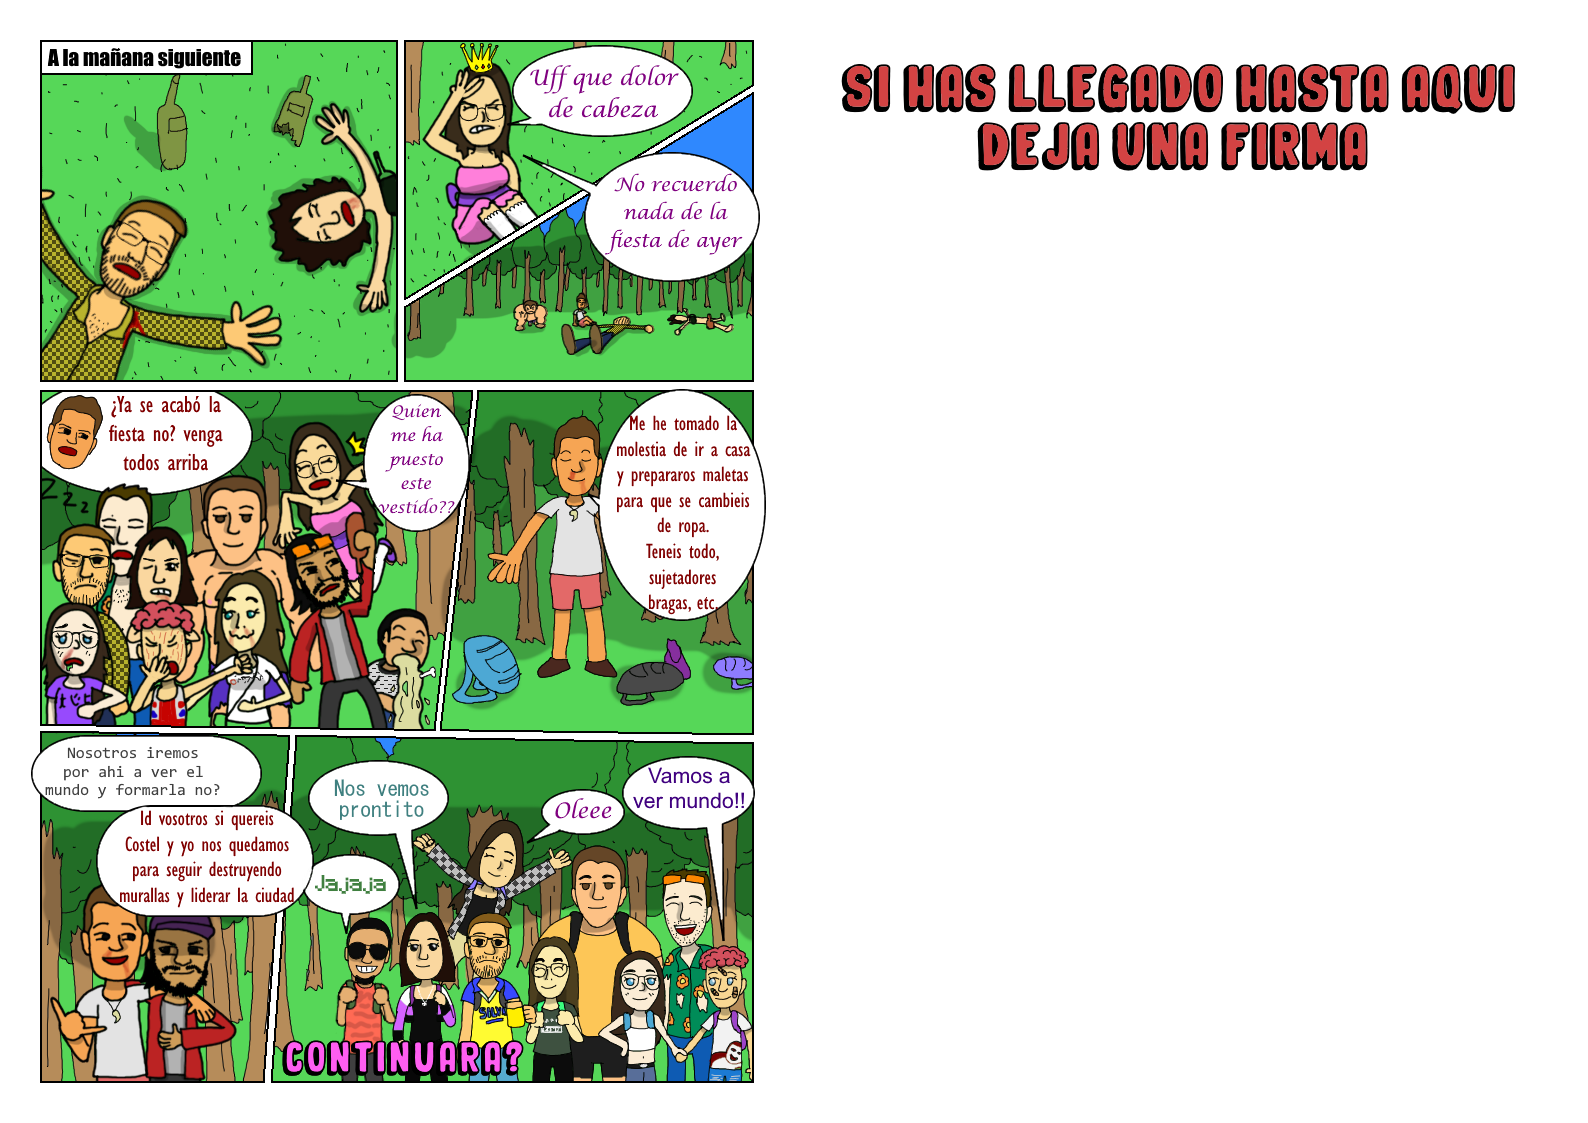 A la mañana siguiente
Uff que dolor
de cabeza
No recuerdo
nada de la
fiesta de ayer
¿Ya se acabó la
fiesta no? venga
todos arriba
Quien
me ha
puesto
este
vestido??
zzz
Me he tomado la
molestia de ir a casa
y prepararos maletas
para que se cambieis
de ropa.
Teneis todo,
sujetadores
bragas, etc.
Nosotros iremos
por ahi a ver el
mundo y formarla no?
Id vosotros si quereis
Costel y yo nos quedamos
para seguir destruyendo
murallas y liderar la ciudad
Jajaja
Nos vemos
prontito
Oleee
Vamos a
ver mundo!!
CONTINUARA?
SI HAS LLEGADO HASTA AQUI
DEJA UNA FIRMA